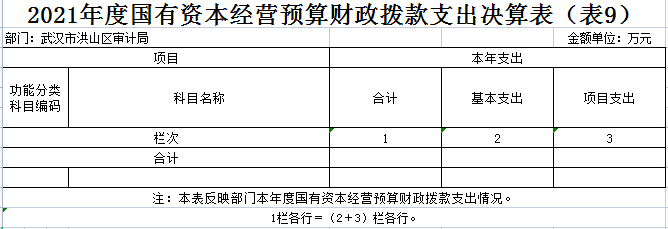 2021年度国有资本经营预算财政拨款支出决算表（表9）
部门：武汉市洪山区审计局 金额单位：万元
项目 本年支出
功能分类
科目编码 科目名称 合计 基本支出 项目支出
栏次 1 2 3
合计
注：本表反映部门本年度国有资本经营预算财政拨款支出情况。
1栏各行＝（2＋3）栏各行。